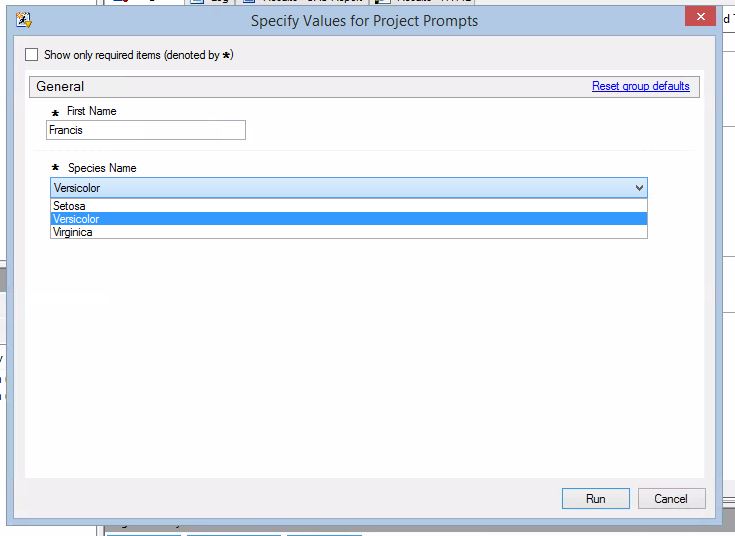 Specify Values for Project Prompts
Show only required items (denoted by *)
General
Reset group defaults
* First Name
Francis
* Species Name
Versicolor
Setosa
Versicolor
Virginica
Run
Cancel